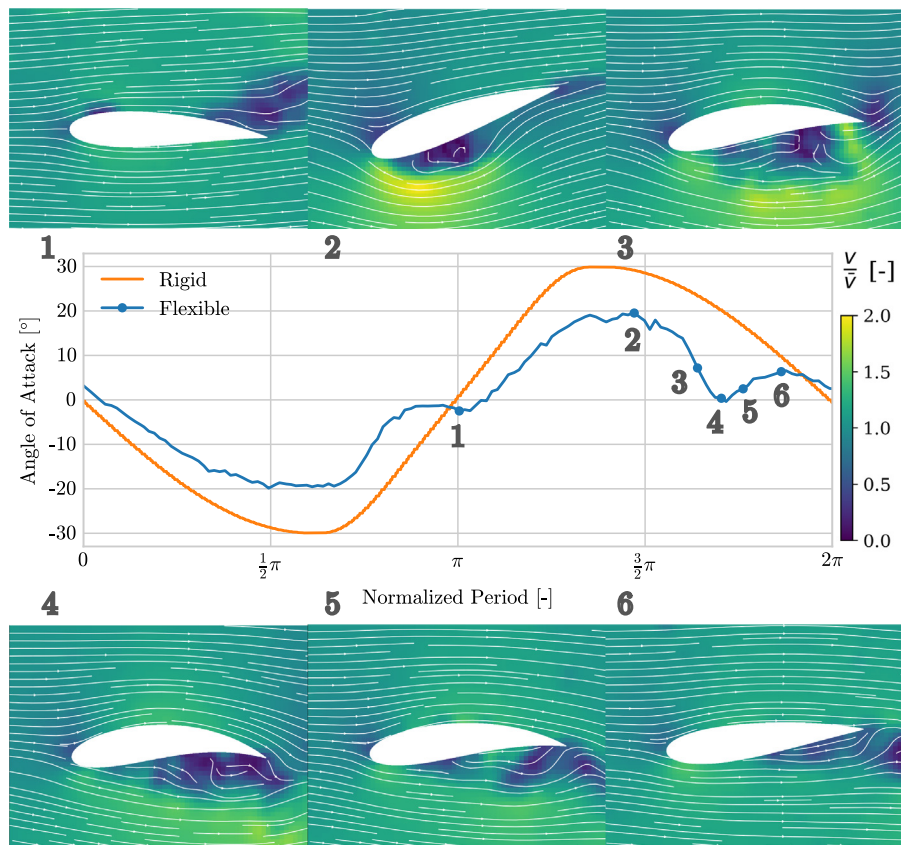 1 2 3
30
20
10
0
-10
-20
-30
Angle of Attack [°]
Rigid
Flexible
1
2
3
4
5
6
0
1/2 π
π
3/2 π
2π
Normalized Period [-]
V/V̄ [-]
2.0
1.5
1.0
0.5
0.0
4 5 6